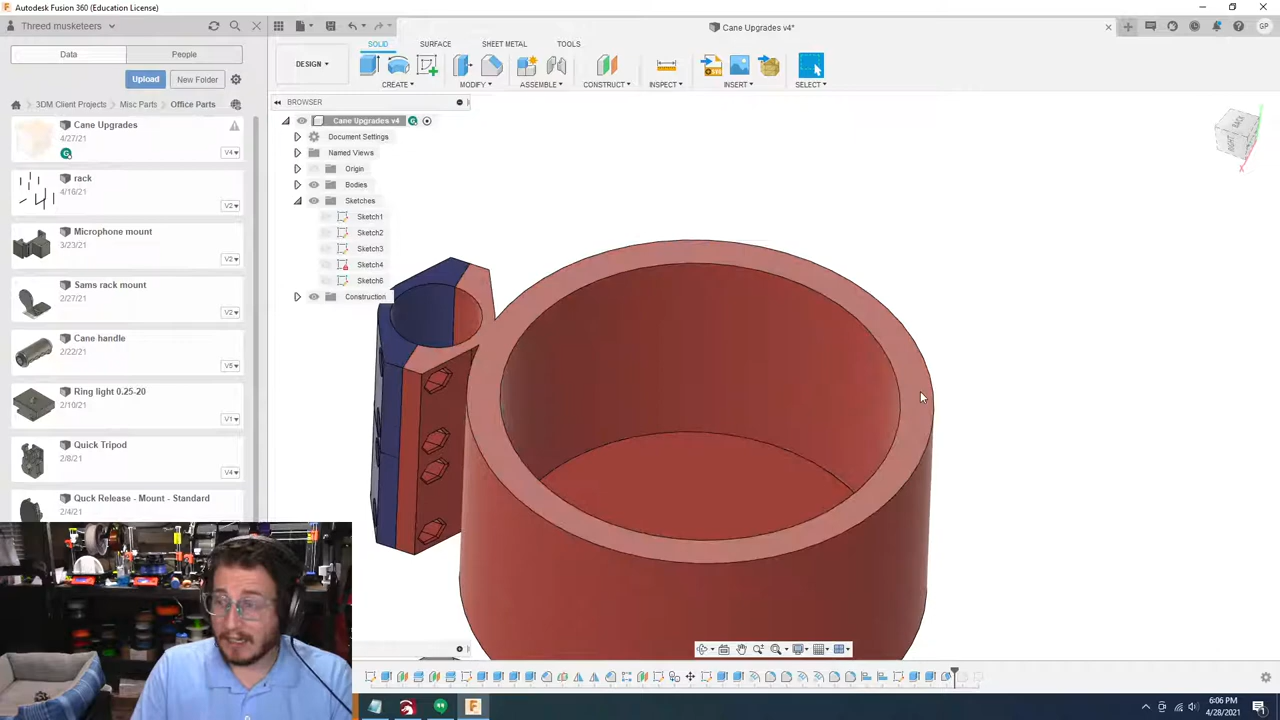 Autodesk Fusion 360 (Education License)
Threed musketeers
Cane Upgrades v4*
GP
Data
People
Upload
New Folder
3DM Client Projects
Misc Parts
Office Parts
Cane Upgrades
4/27/21
V4
rack
4/16/21
V2
Microphone mount
3/23/21
V2
Sams rack mount
2/27/21
V2
Cane handle
2/22/21
V5
Ring light 0.25-20
2/10/21
V1
Quick Tripod
2/8/21
V4
Quck Release - Mount - Standard
2/4/21
DESIGN
SOLID
SURFACE
SHEET METAL
TOOLS
CREATE
MODIFY
ASSEMBLE
CONSTRUCT
INSPECT
INSERT
SELECT
BROWSER
Cane Upgrades v4
Document Settings
Named Views
Origin
Bodies
Sketches
Sketch1
Sketch2
Sketch3
Sketch4
Sketch6
Construction
BACK
X
6:06 PM
4/28/2021